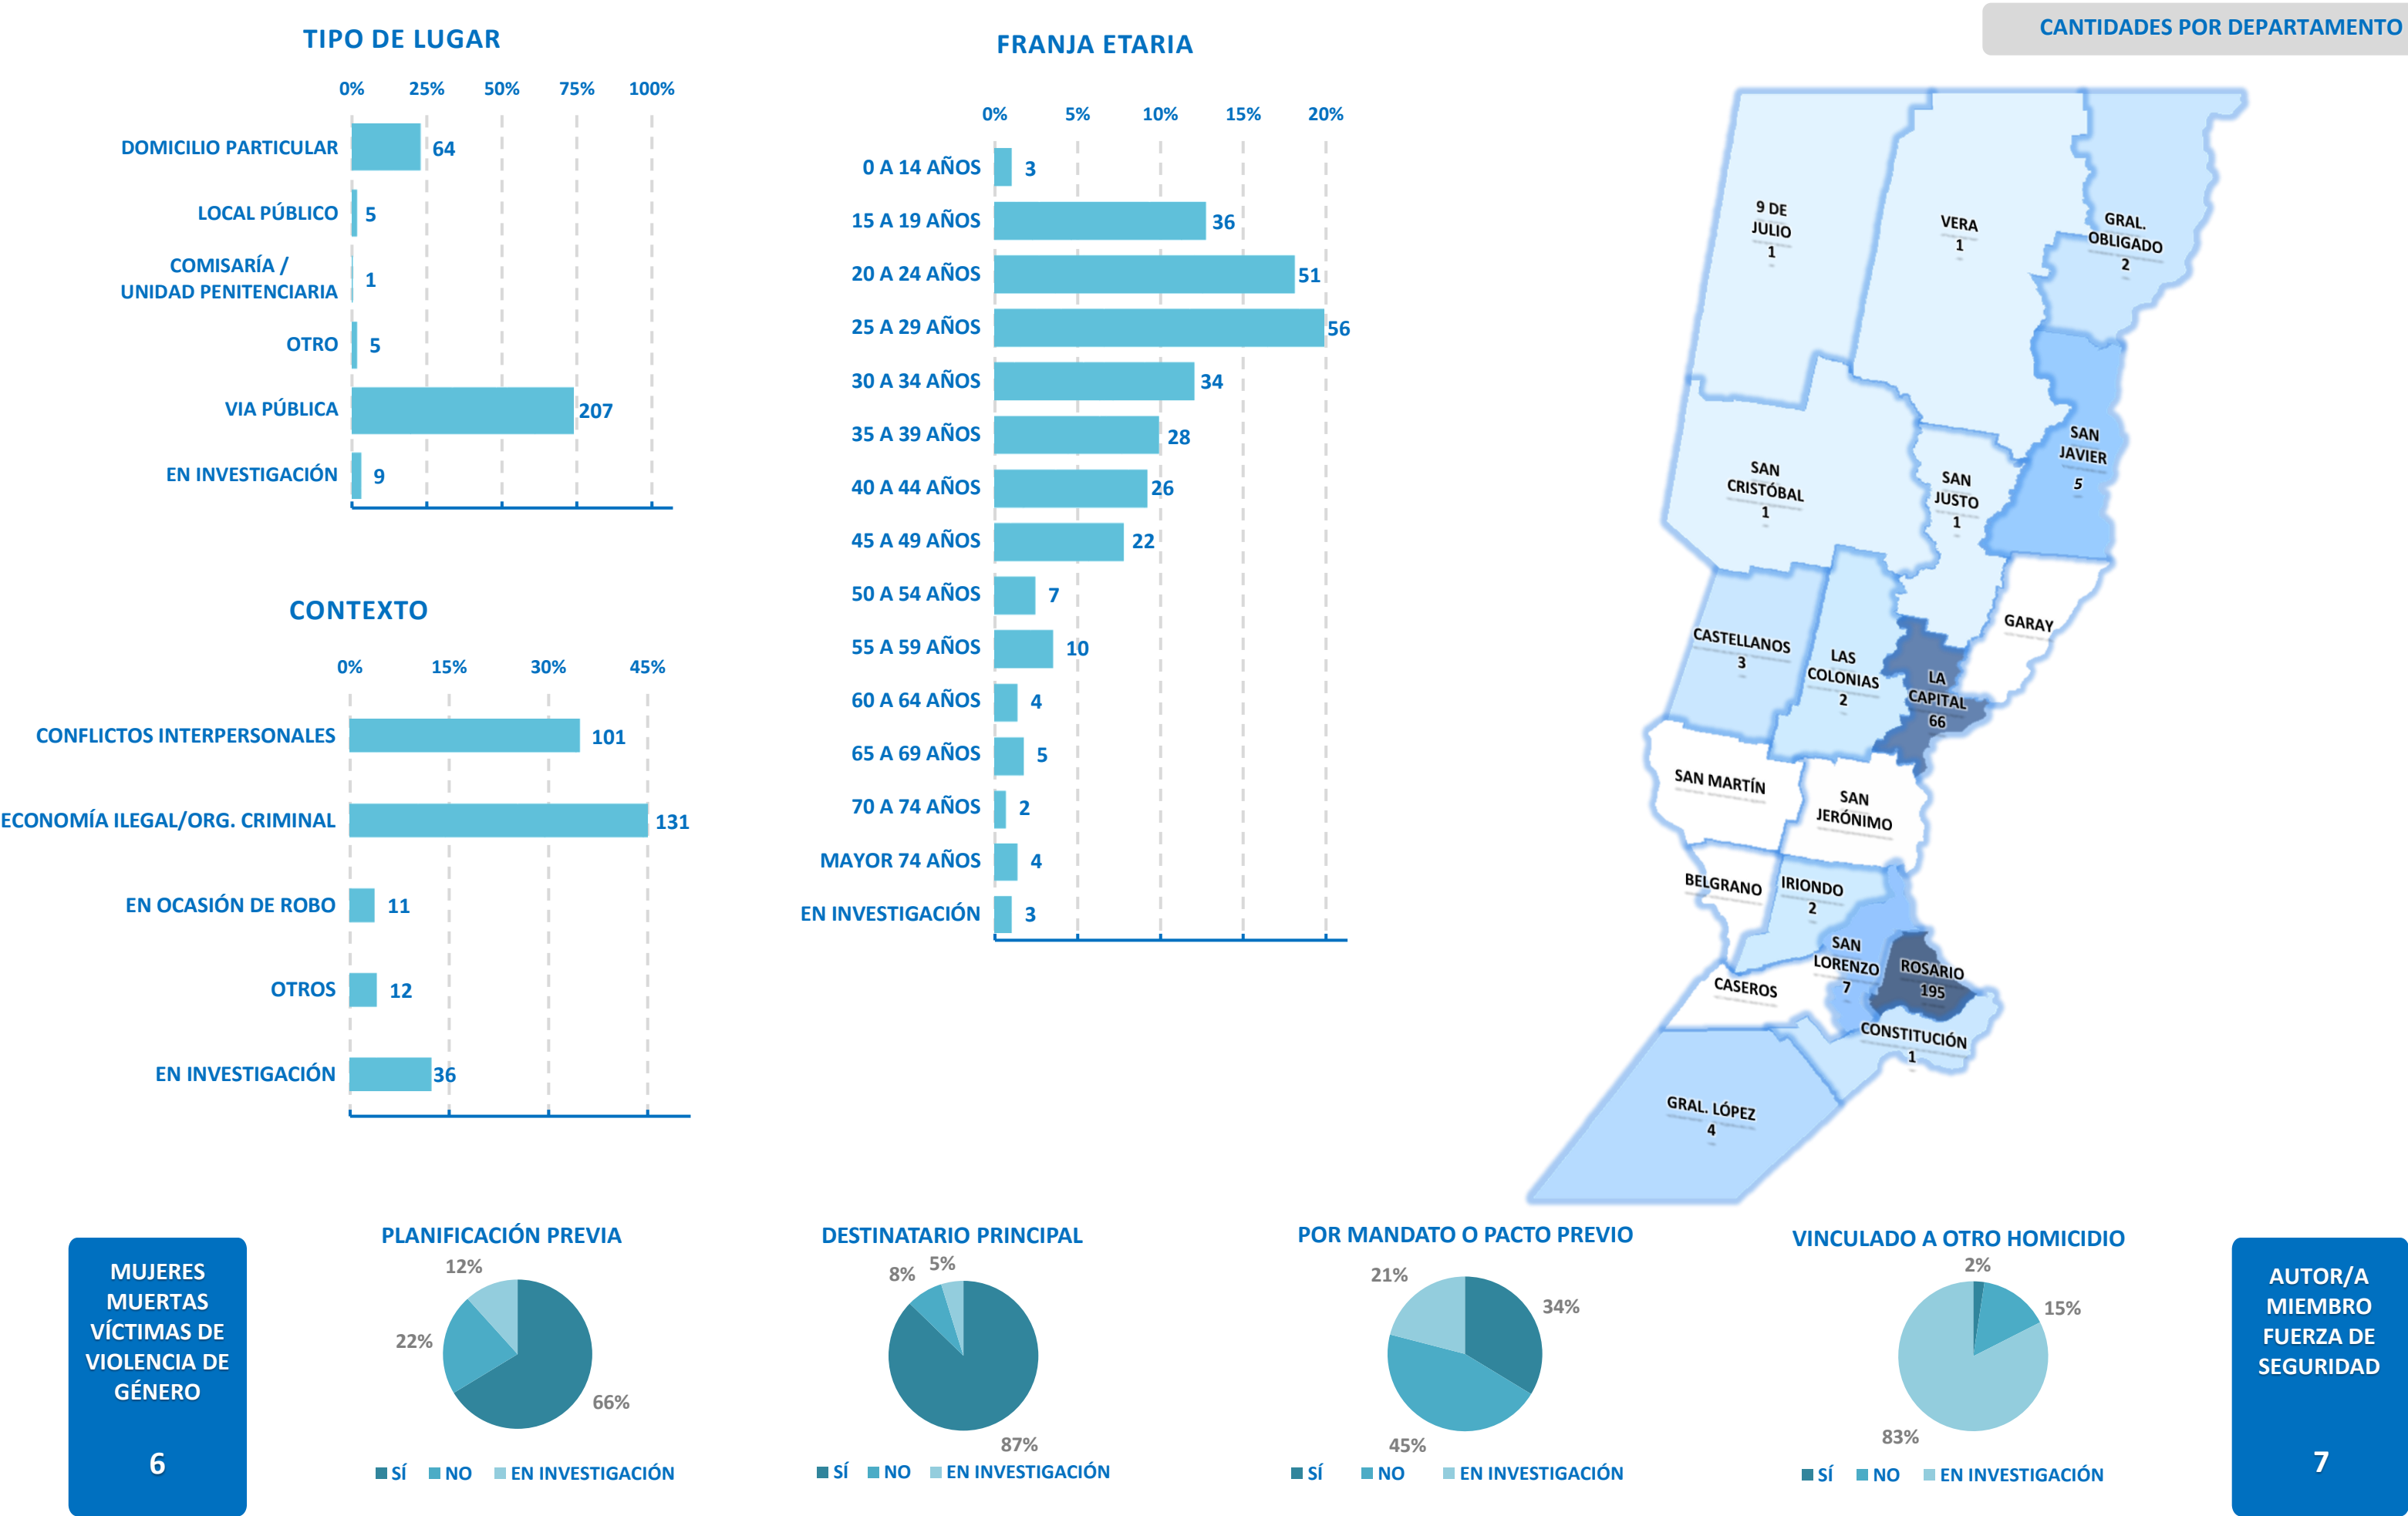 TIPO DE LUGAR
0% 25% 50% 75% 100%
DOMICILIO PARTICULAR 64
LOCAL PÚBLICO 5
COMISARÍA /
UNIDAD PENITENCIARIA 1
OTRO 5
VIA PÚBLICA 207
EN INVESTIGACIÓN 9
CONTEXTO
0% 15% 30% 45%
CONFLICTOS INTERPERSONALES 101
ECONOMÍA ILEGAL/ORG. CRIMINAL 131
EN OCASIÓN DE ROBO 11
OTROS 12
EN INVESTIGACIÓN 36
FRANJA ETARIA
0% 5% 10% 15% 20%
0 A 14 AÑOS 3
15 A 19 AÑOS 36
20 A 24 AÑOS 51
25 A 29 AÑOS 56
30 A 34 AÑOS 34
35 A 39 AÑOS 28
40 A 44 AÑOS 26
45 A 49 AÑOS 22
50 A 54 AÑOS 7
55 A 59 AÑOS 10
60 A 64 AÑOS 4
65 A 69 AÑOS 5
70 A 74 AÑOS 2
MAYOR 74 AÑOS 4
EN INVESTIGACIÓN 3
CANTIDADES POR DEPARTAMENTO
9 DE
JULIO
1
VERA
1
GRAL.
OBLIGADO
2
SAN
JAVIER
5
SAN
CRISTÓBAL
1
SAN
JUSTO
1
GARAY
CASTELLANOS
3
LAS
COLONIAS
2
LA
CAPITAL
66
SAN MARTÍN
SAN
JERÓNIMO
BELGRANO
IRIONDO
2
SAN
LORENZO
7
ROSARIO
195
CASEROS
CONSTITUCIÓN
1
GRAL. LÓPEZ
4
MUJERES
MUERTAS
VÍCTIMAS DE
VIOLENCIA DE
GÉNERO
6
PLANIFICACIÓN PREVIA
12%
22%
66%
SÍ NO EN INVESTIGACIÓN
DESTINATARIO PRINCIPAL
8% 5%
87%
SÍ NO EN INVESTIGACIÓN
POR MANDATO O PACTO PREVIO
21%
34%
45%
SÍ NO EN INVESTIGACIÓN
VINCULADO A OTRO HOMICIDIO
2%
15%
83%
SÍ NO EN INVESTIGACIÓN
AUTOR/A
MIEMBRO
FUERZA DE
SEGURIDAD
7